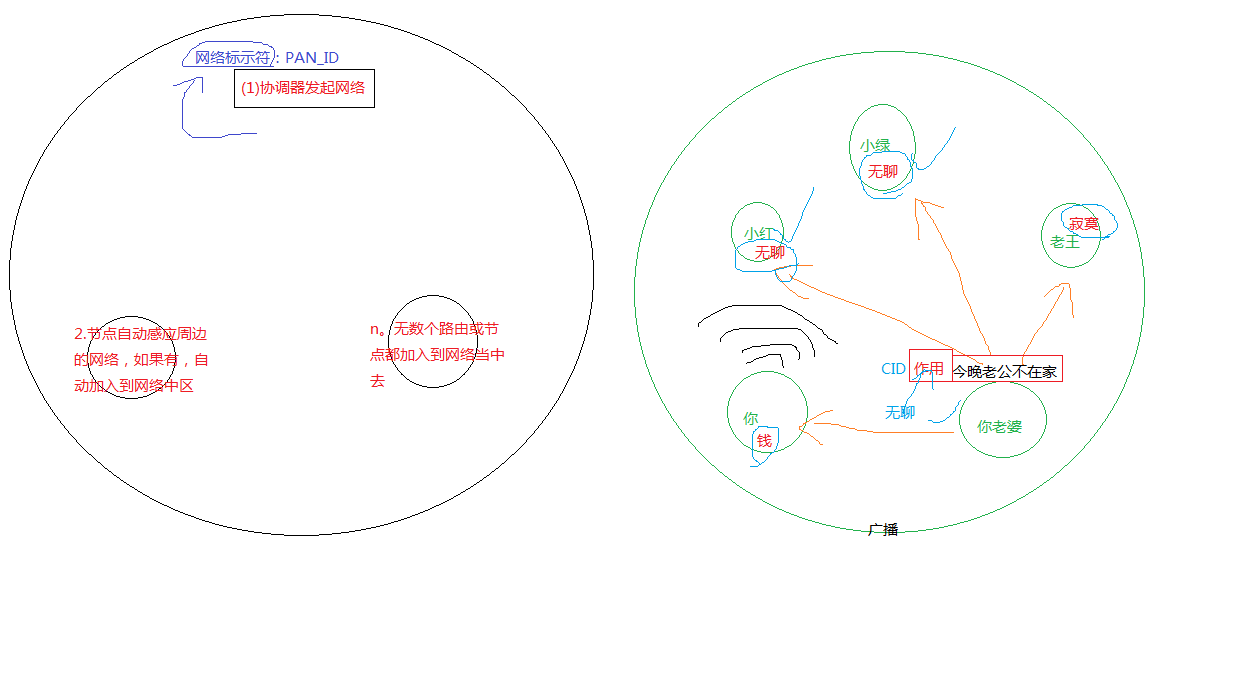 网络标示符：PAN_ID
(1)协调器发起网络
2.节点自动感应周边
的网络，如果有，自
动加入到网络中区
n。无数个路由或节
点都加入到网络当中
去
小绿
无聊
小红
无聊
寂寞
老王
CID
作用
今晚老公不在家
无聊
你
钱
你老婆
广播